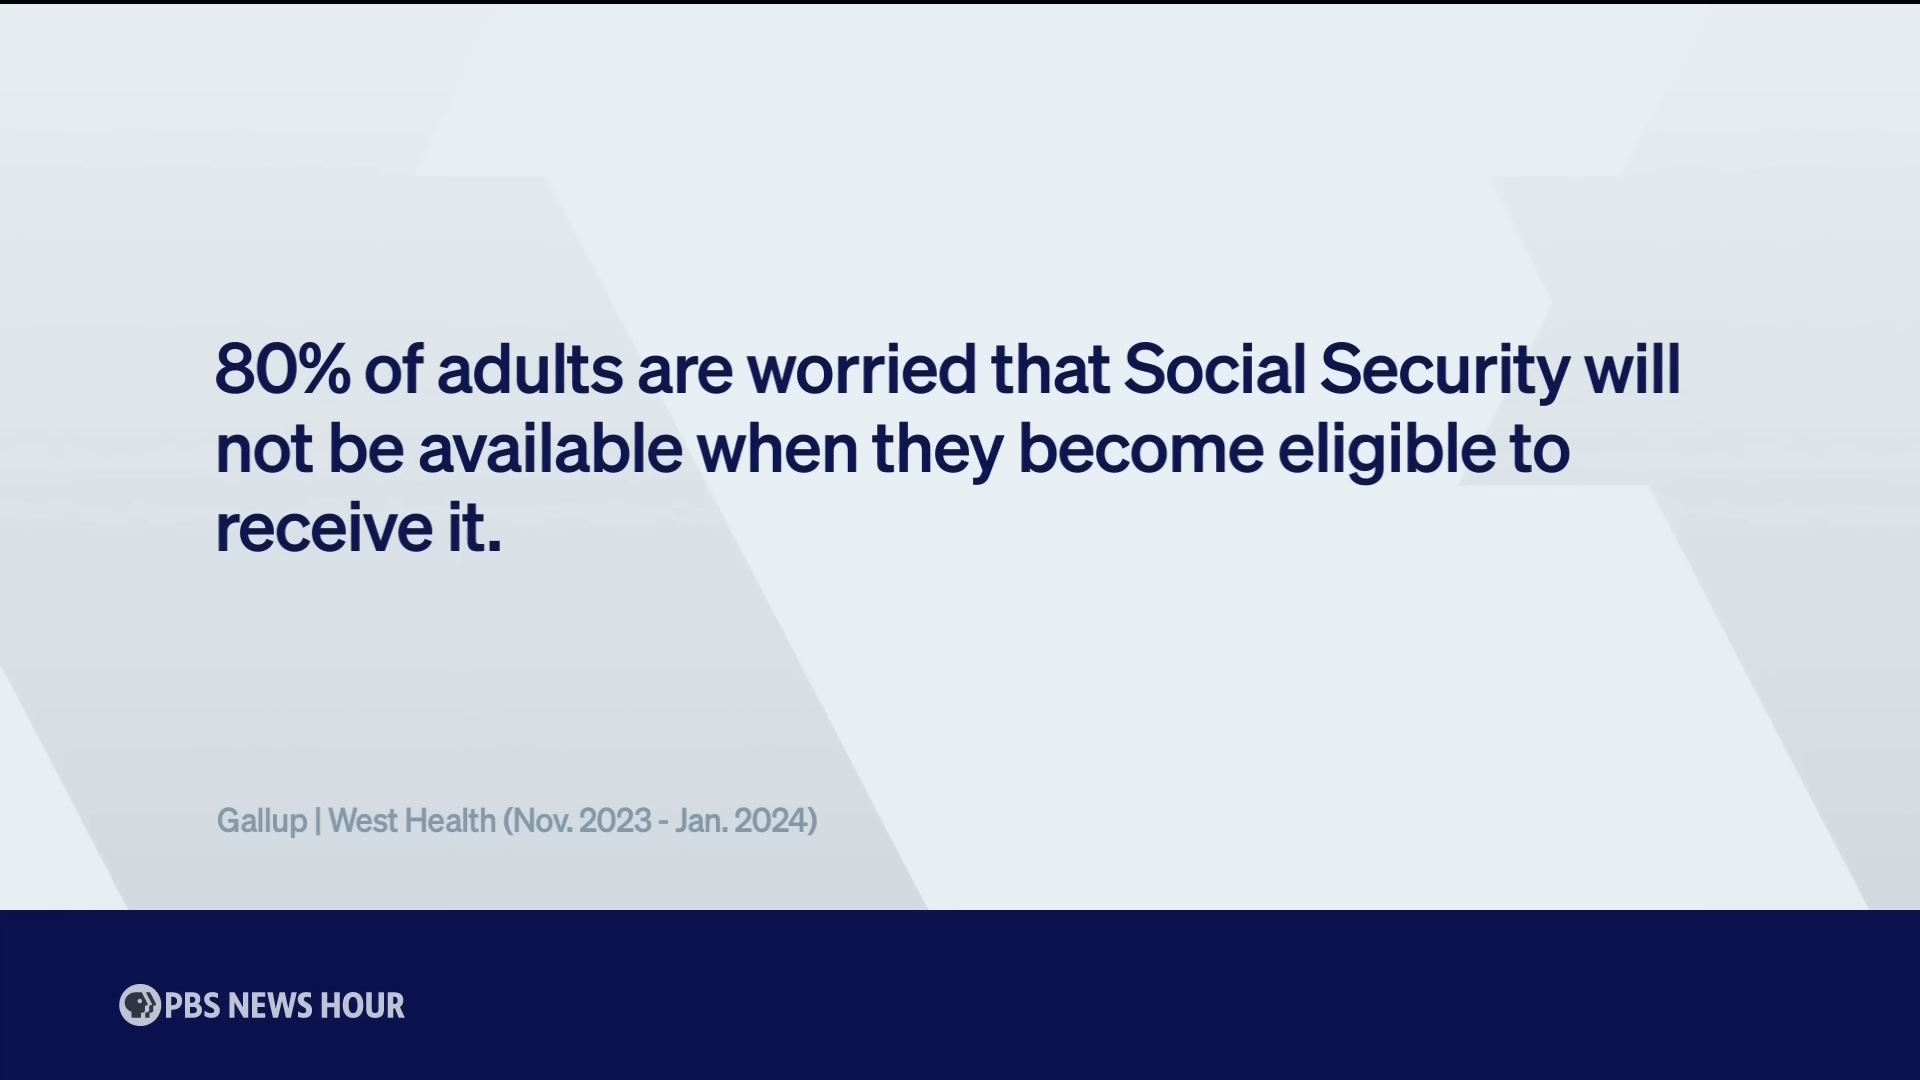 80% of adults are worried that Social Security will
not be available when they become eligible to
receive it.
Gallup | West Health (Nov. 2023 - Jan. 2024)
PBS NEWS HOUR